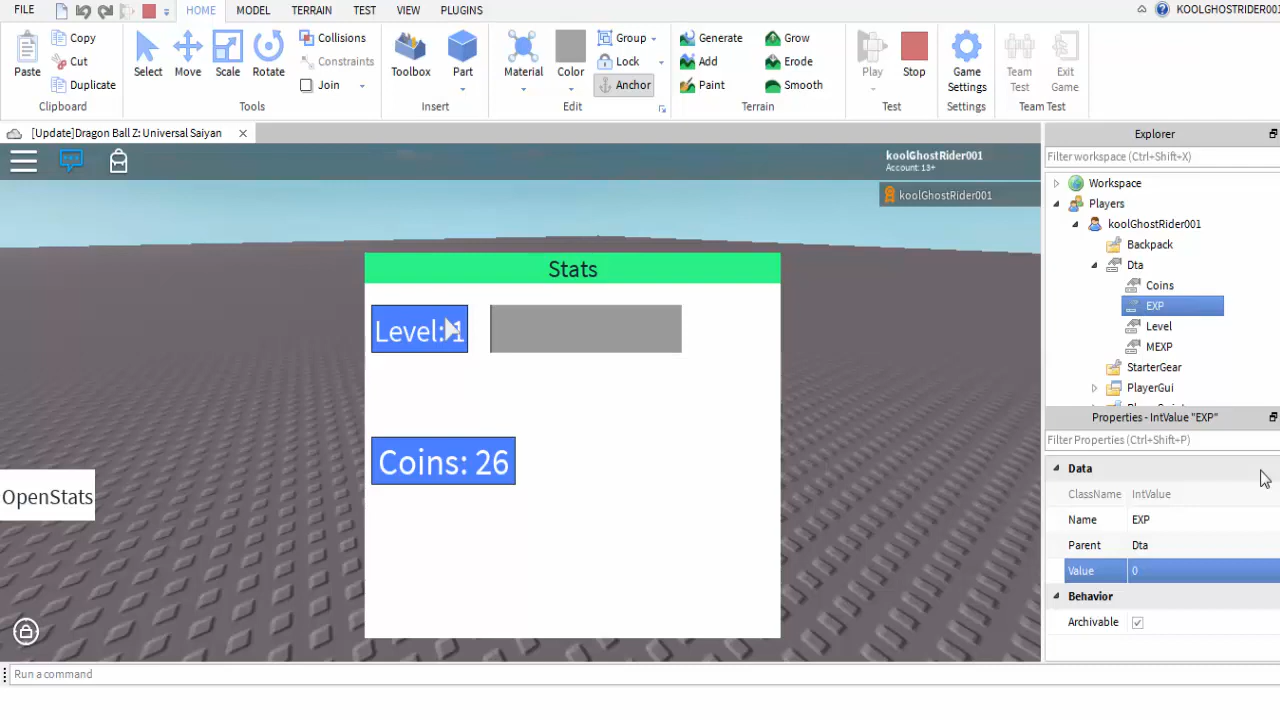 FILE HOME MODEL TERRAIN TEST VIEW PLUGINS KOOLGHOSTRIDER001
Copy
Cut
Duplicate
Paste
Clipboard
Select Move Scale Rotate
Collisions
Constraints
Join
Tools
Toolbox Part
Insert
Material Color
Group
Lock
Anchor
Edit
Generate Grow
Add Erode
Paint Smooth
Terrain
Play Stop
Test
Game
Settings
Settings
Team
Test
Exit
Game
Team Test
[Update]Dragon Ball Z: Universal Saiyan
koolGhostRider001
Account: 13+
koolGhostRider001
Stats
Level: 1
Coins: 26
OpenStats
Explorer
Filter workspace (Ctrl+Shift+X)
Workspace
Players
koolGhostRider001
Backpack
Dta
Coins
EXP
Level
MEXP
StarterGear
PlayerGui
Properties - IntValue "EXP"
Filter Properties (Ctrl+Shift+P)
Data
ClassName IntValue
Name EXP
Parent Dta
Value 0
Behavior
Archivable
Run a command